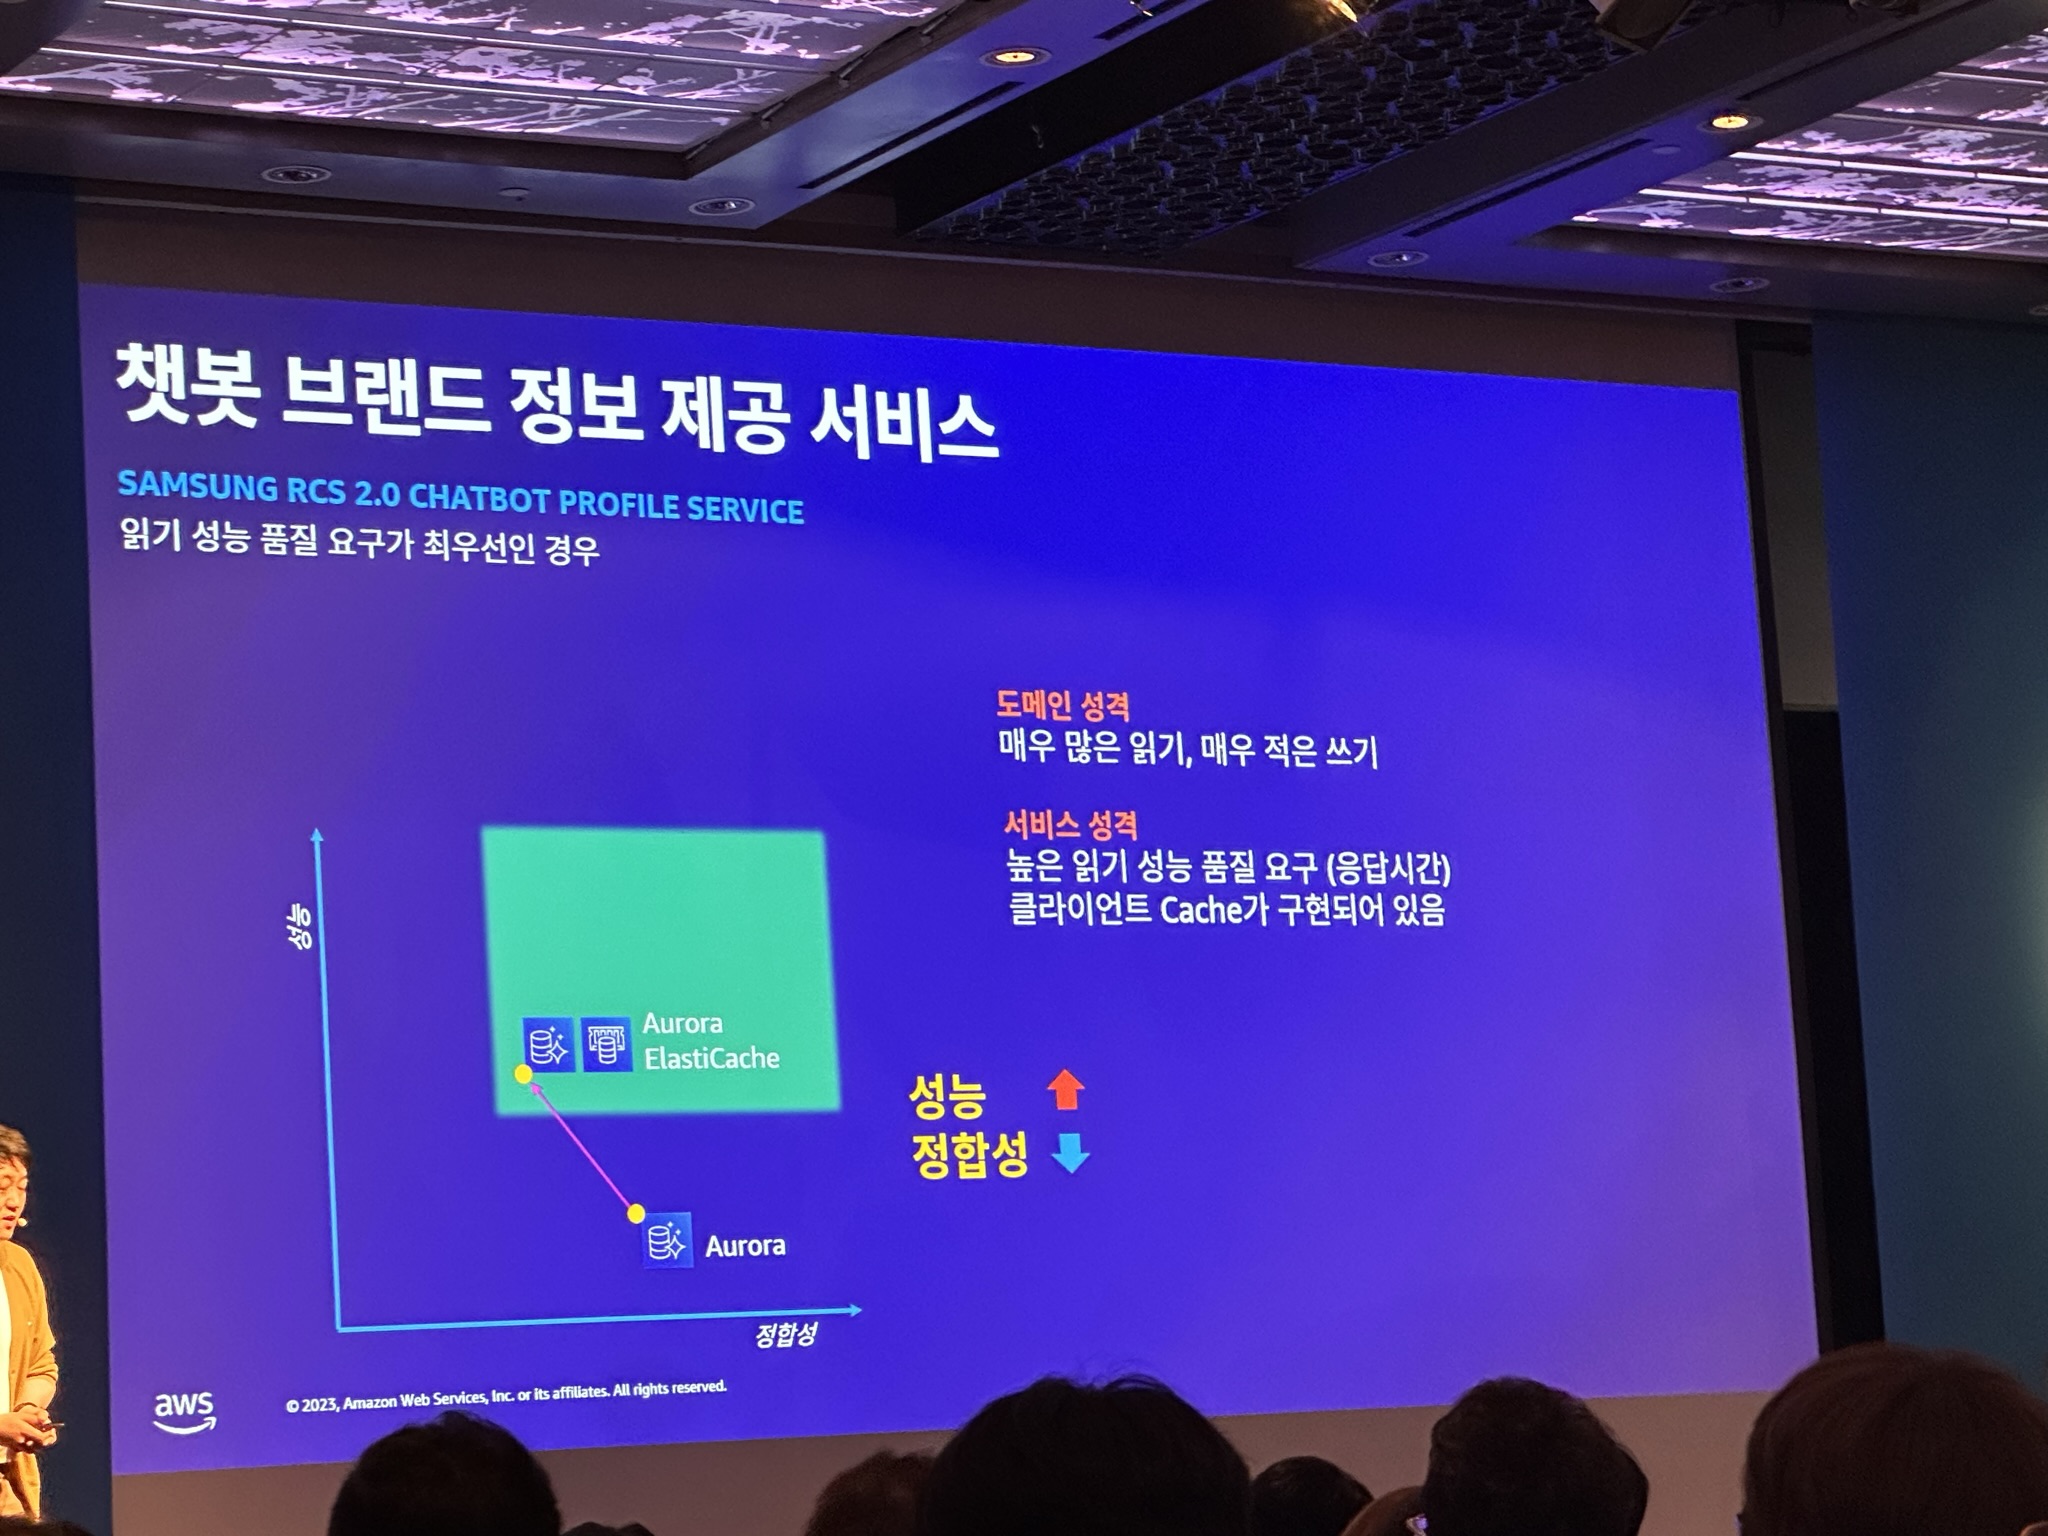 챗봇 브랜드 정보 제공 서비스
SAMSUNG RCS 2.0 CHATBOT PROFILE SERVICE
읽기 성능 품질 요구가 최우선인 경우
도메인 성격
매우 많은 읽기, 매우 적은 쓰기
서비스 성격
높은 읽기 성능 품질 요구 (응답시간)
클라이언트 Cache가 구현되어 있음
성능
Aurora
ElastiCache
Aurora
정합성
성능
정합성
aws
© 2023, Amazon Web Services, Inc. or its affiliates. All rights reserved.